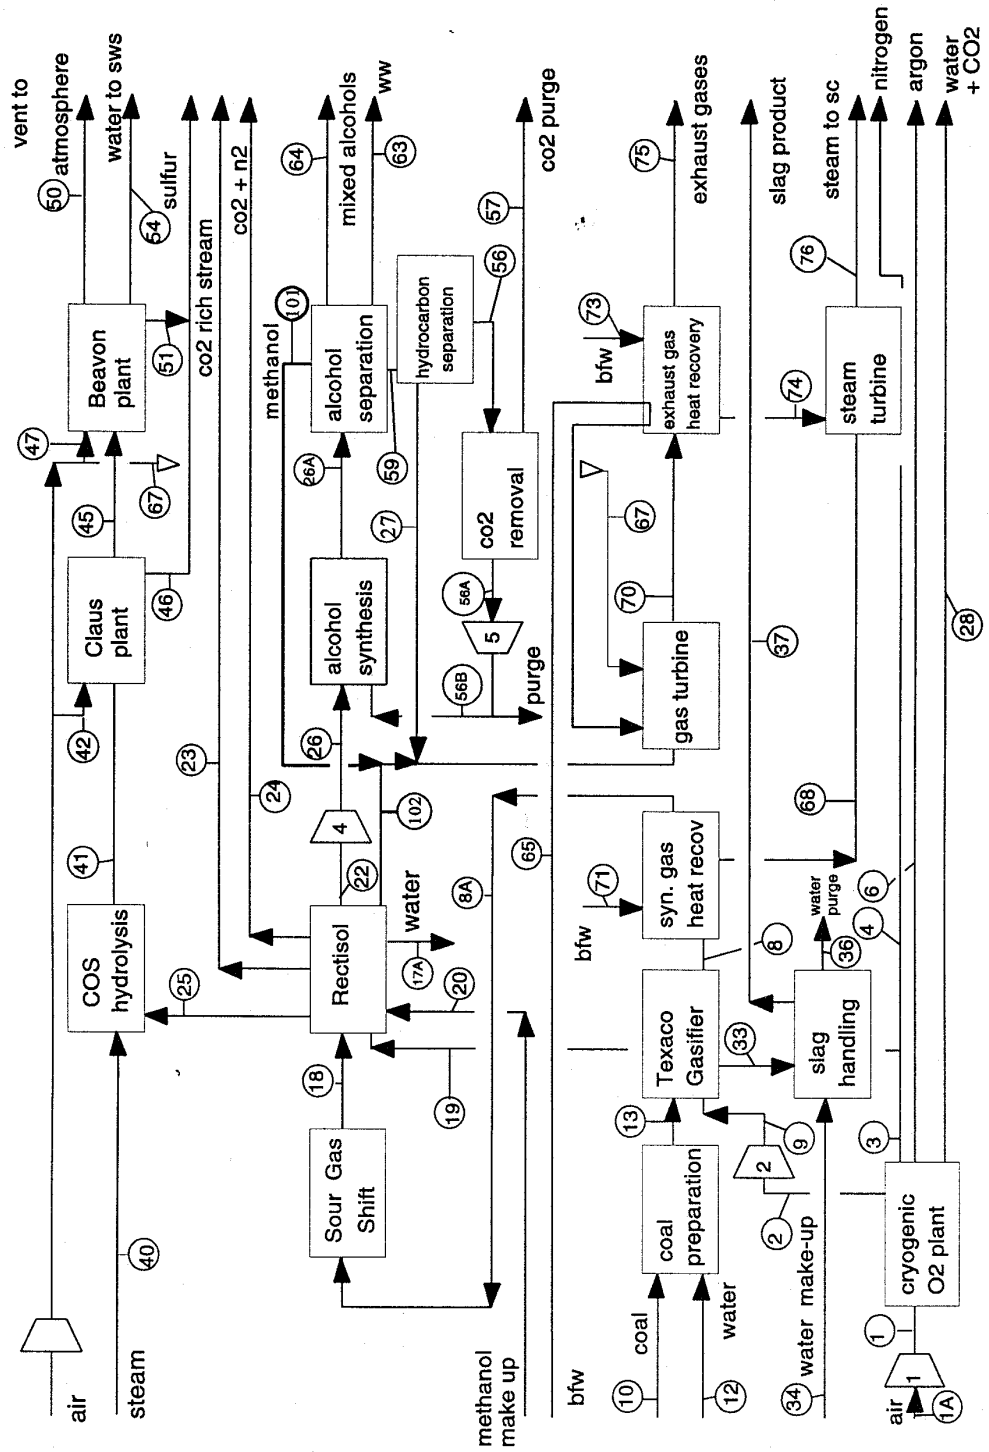 air
steam
40
42
41
COS
hydrolysis
25
Claus
plant
46
45
47
67
Beavon
plant
51
50
vent to
atmosphere
54
water to sws
sulfur
co2 rich stream
co2 + n2
23
24
Sour Gas
Shift
18
19
Rectisol
17A
water
20
22
102
4
26
alcohol
synthesis
26A
methanol
101
alcohol
separation
59
27
64
mixed alcohols
63
ww
hydrocarbon
separation
56
co2
removal
57
co2 purge
56A
5
56B
purge
8A
methanol
make up
65
bfw
10
coal
12
water
coal
preparation
13
Texaco
Gasifier
33
8
bfw
71
syn. gas
heat recov
gas turbine
67
70
bfw
73
exhaust gas
heat recovery
75
exhaust gases
74
37
slag product
34
water make-up
2
2
9
slag
handling
36
water
purge
68
steam
turbine
76
steam to sc
nitrogen
argon
water
+ CO2
air
1A
1
1
cryogenic
O2 plant
3
4
6
28